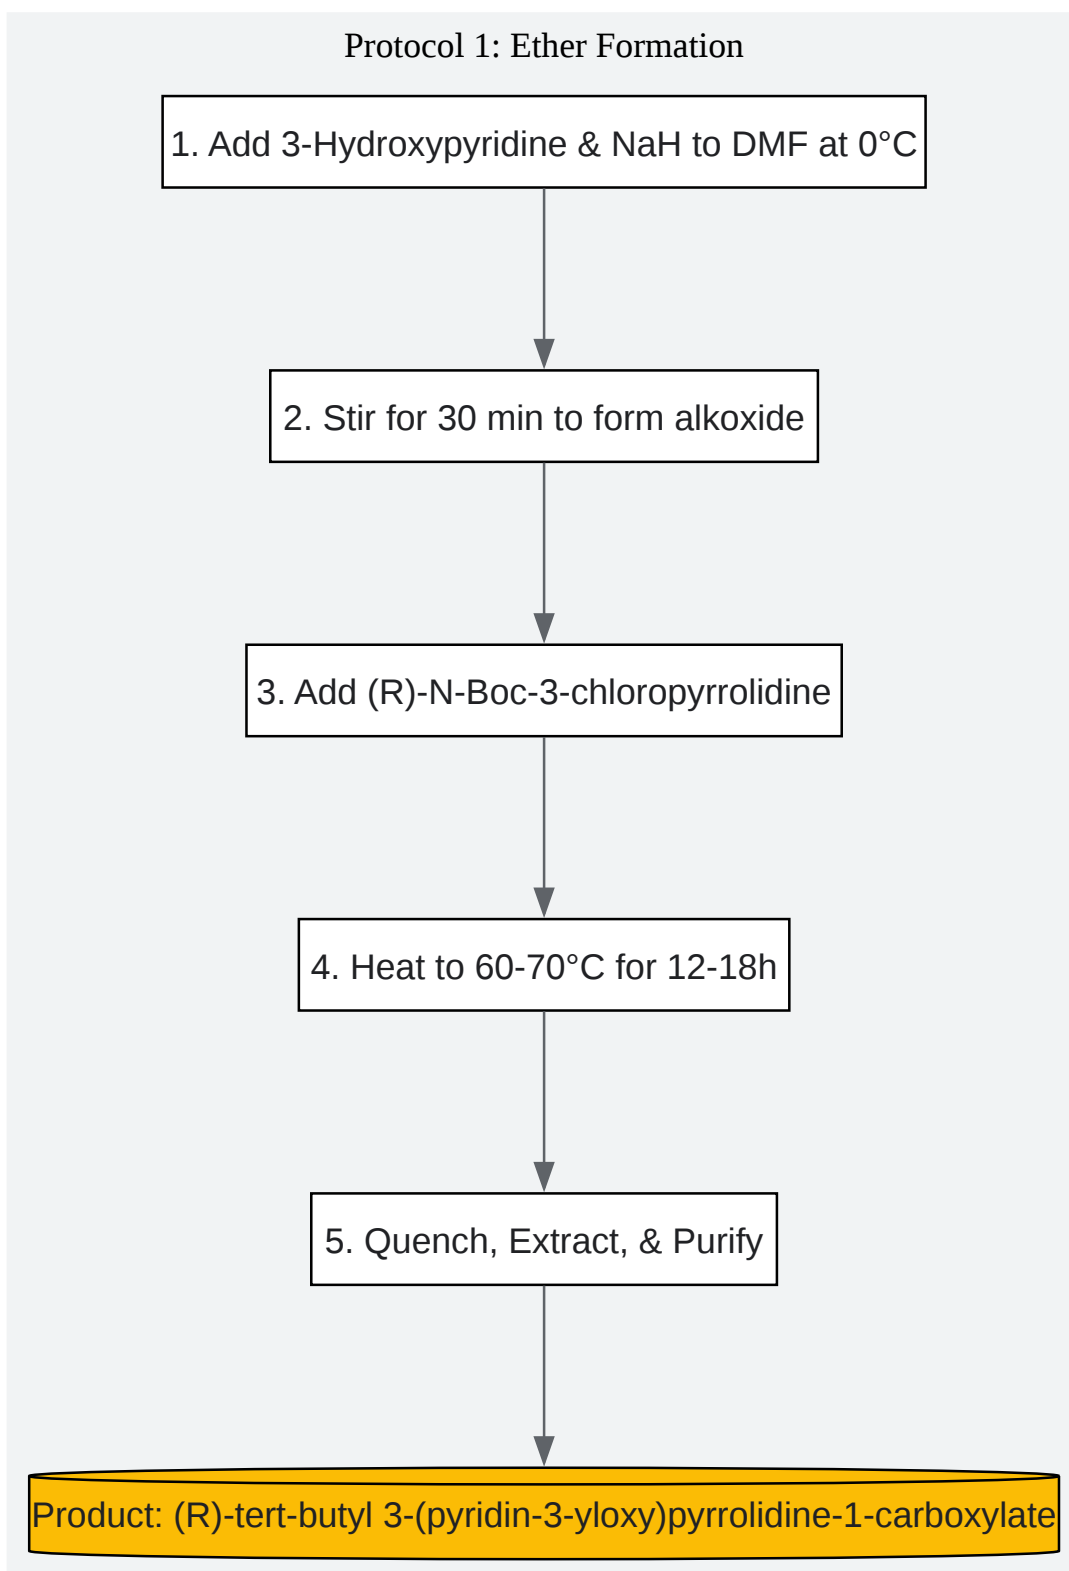 Protocol 1: Ether Formation
1. Add 3-Hydroxypyridine & NaH to DMF at 0°C
2. Stir for 30 min to form alkoxide
3. Add (R)-N-Boc-3-chloropyrrolidine
4. Heat to 60-70°C for 12-18h
5. Quench, Extract, & Purify
Product: (R)-tert-butyl 3-(pyridin-3-yloxy)pyrrolidine-1-carboxylate